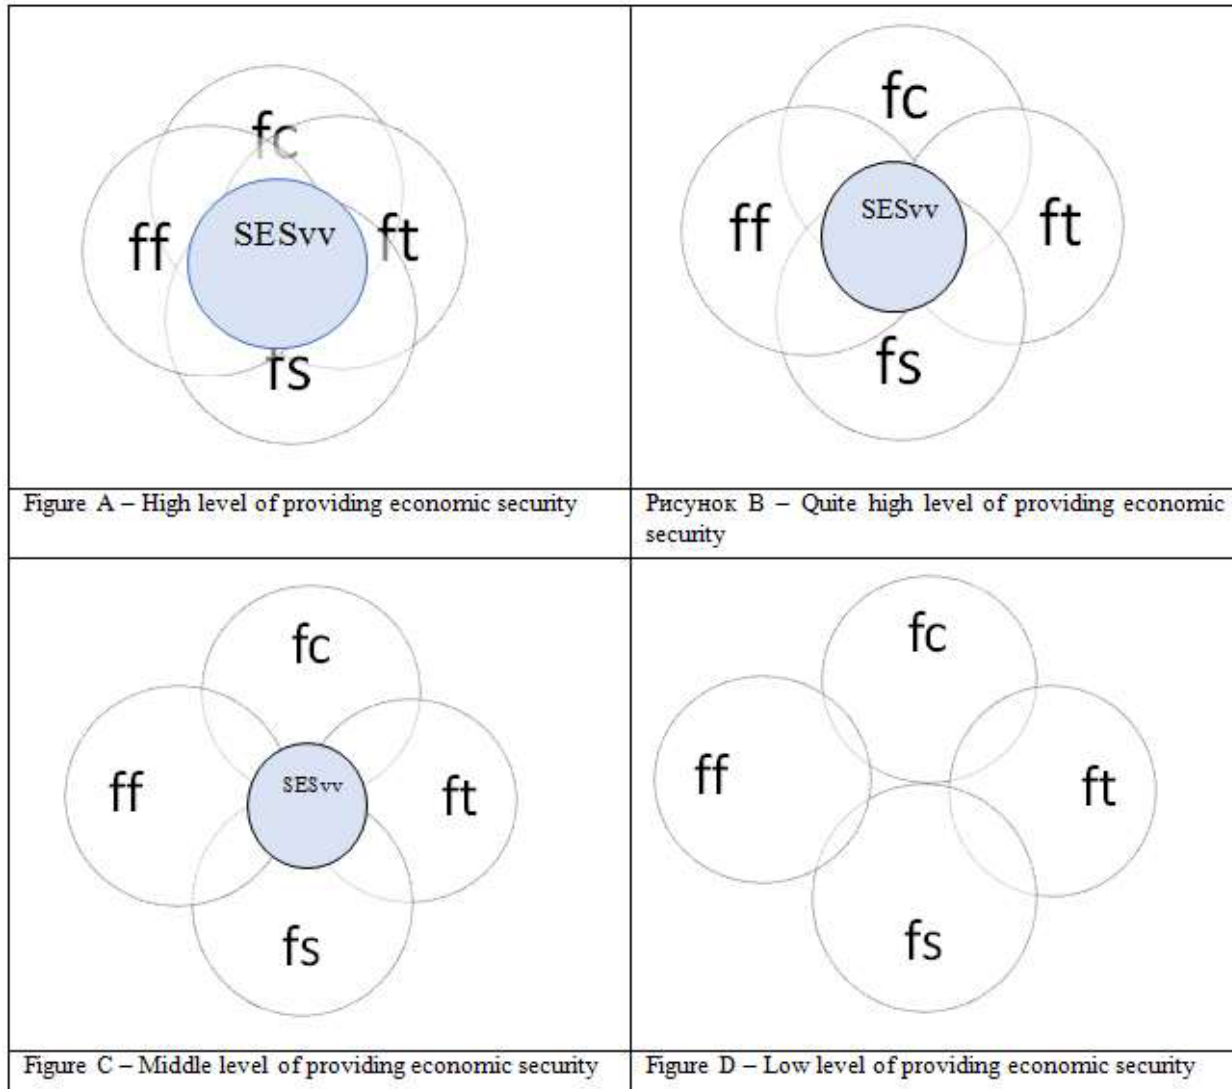 fc
ff
SESvv
ft
fs
Figure A – High level of providing economic security
fc
ff
SESvv
ft
fs
Рисунок B – Quite high level of providing economic
security
fc
ff
SESvv
ft
fs
Figure C – Middle level of providing economic security
fc
ff
ft
fs
Figure D – Low level of providing economic security